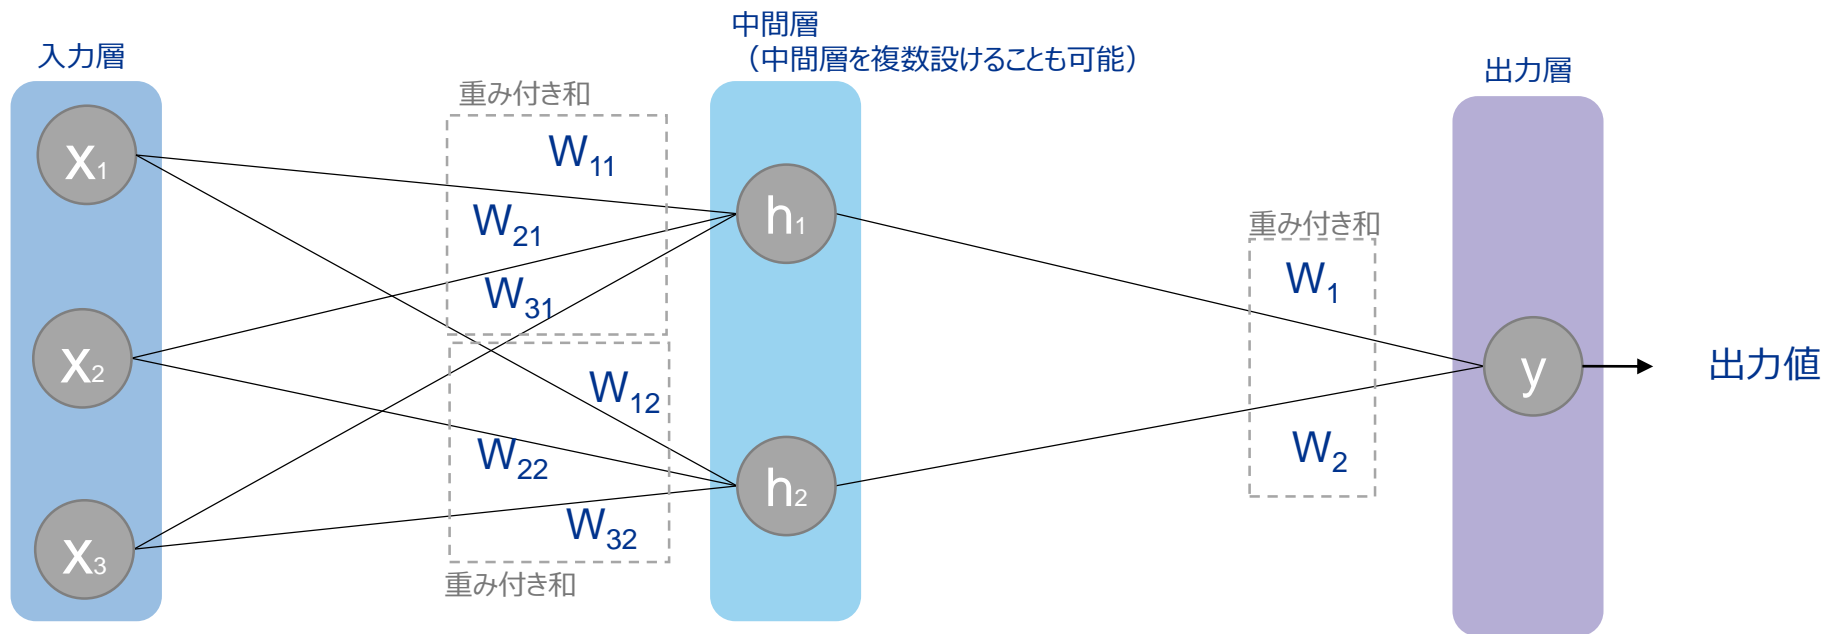 入力層
中間層
（中間層を複数設けることも可能）
出力層
重み付き和
x1
W11
W21
h1
重み付き和
W31
W1
x2
y
出力値
W12
W22
W2
h2
W32
x3
重み付き和